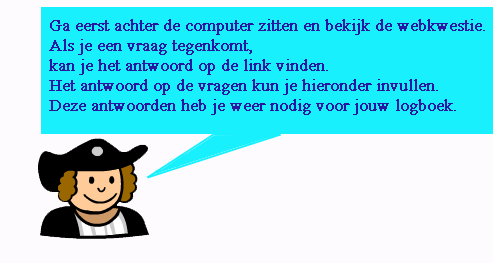 Ga eerst achter de computer zitten en bekijk de webkwestie.
Als je een vraag tegenkomt,
kan je het antwoord op de link vinden.
Het antwoord op de vragen kun je hieronder invullen.
Deze antwoorden heb je weer nodig voor jouw logboek.